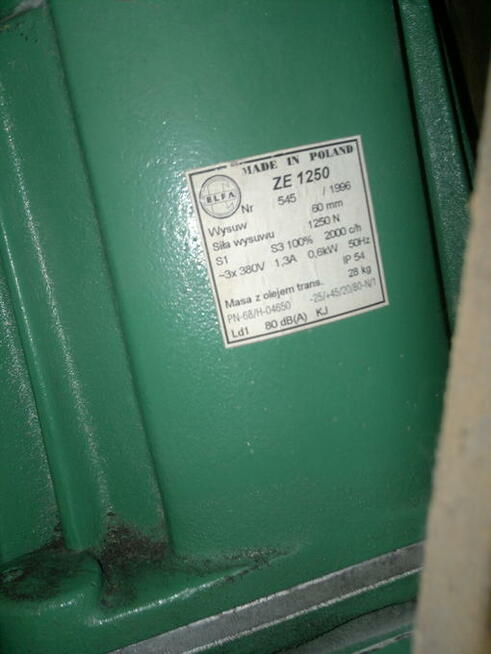 MADE IN POLAND
ELFA
ZE 1250
Nr 545 / 1996
Wysuw 60 mm
Siła wysuwu 1250 N
S1 S3 100% 2000 c/h
~3x 380V 1,3A 0,6kW 50Hz
IP 54
Masa z olejem trans. 28 kg
PN-68/H-04650 -25/+45/20/80-N/1
Ld1 80 dB(A) KJ